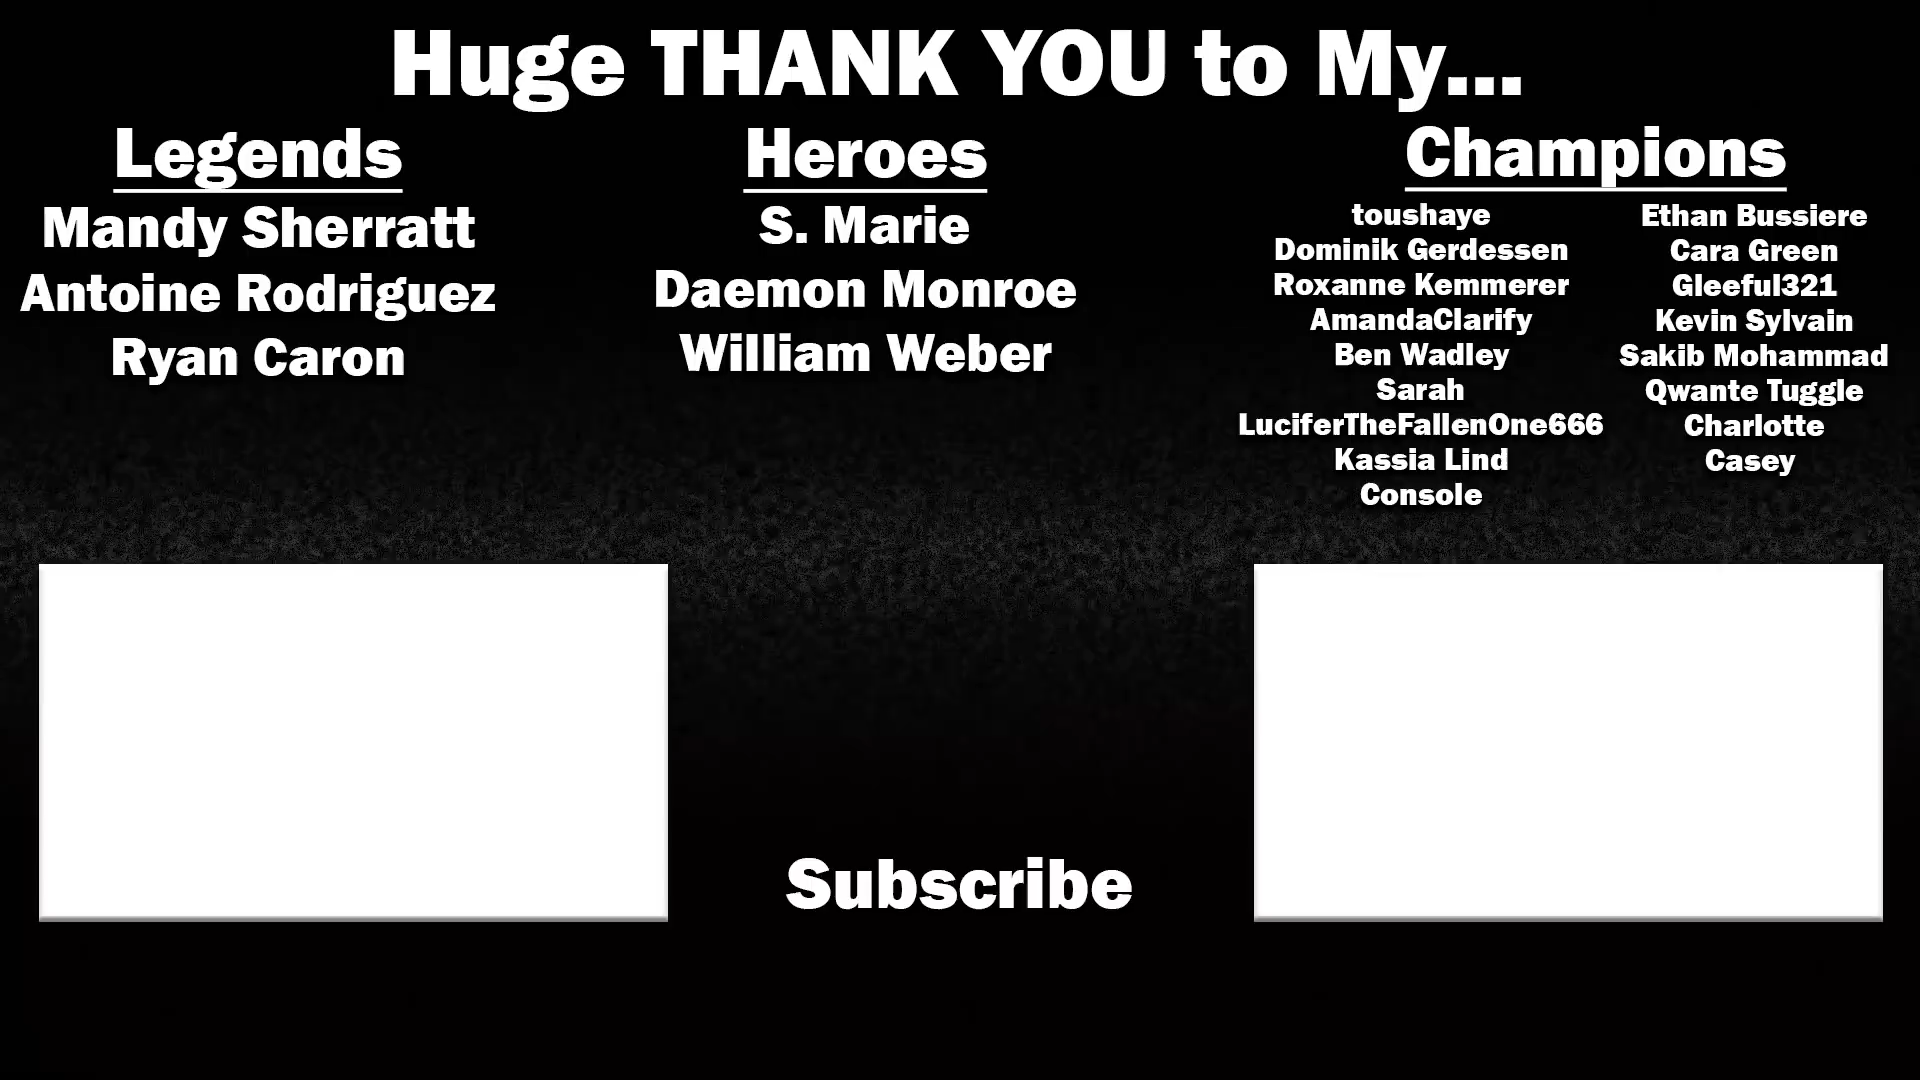 Huge THANK YOU to My...
Legends
Mandy Sherratt
Antoine Rodriguez
Ryan Caron
Heroes
S. Marie
Daemon Monroe
William Weber
Champions
toushaye
Dominik Gerdessen
Roxanne Kemmerer
AmandaClarify
Ben Wadley
Sarah
LuciferTheFallenOne666
Kassia Lind
Console
Ethan Bussiere
Cara Green
Gleeful321
Kevin Sylvain
Sakib Mohammad
Qwante Tuggle
Charlotte
Casey
Subscribe